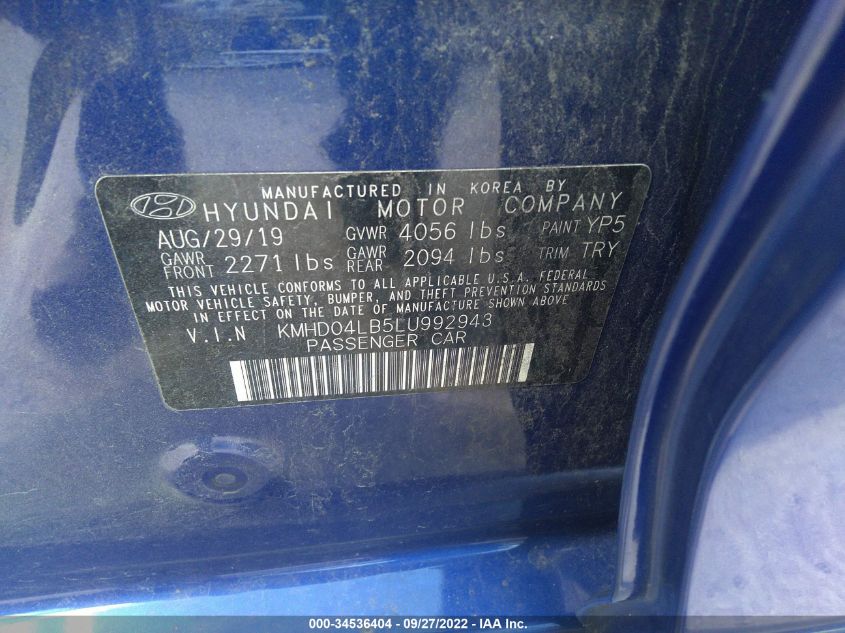 MANUFACTURED IN KOREA BY
HYUNDAI MOTOR COMPANY
AUG/29/19 GVWR 4056 lbs PAINT YP5
GAWR FRONT 2271 lbs GAWR REAR 2094 lbs TRIM TRY
THIS VEHICLE CONFORMS TO ALL APPLICABLE U.S.A. FEDERAL
MOTOR VEHICLE SAFETY, BUMPER, AND THEFT PREVENTION STANDARDS
IN EFFECT ON THE DATE OF MANUFACTURE SHOWN ABOVE
V.I.N KMHD04LB5LU992943
PASSENGER CAR
000-34536404 - 09/27/2022 - IAA Inc.